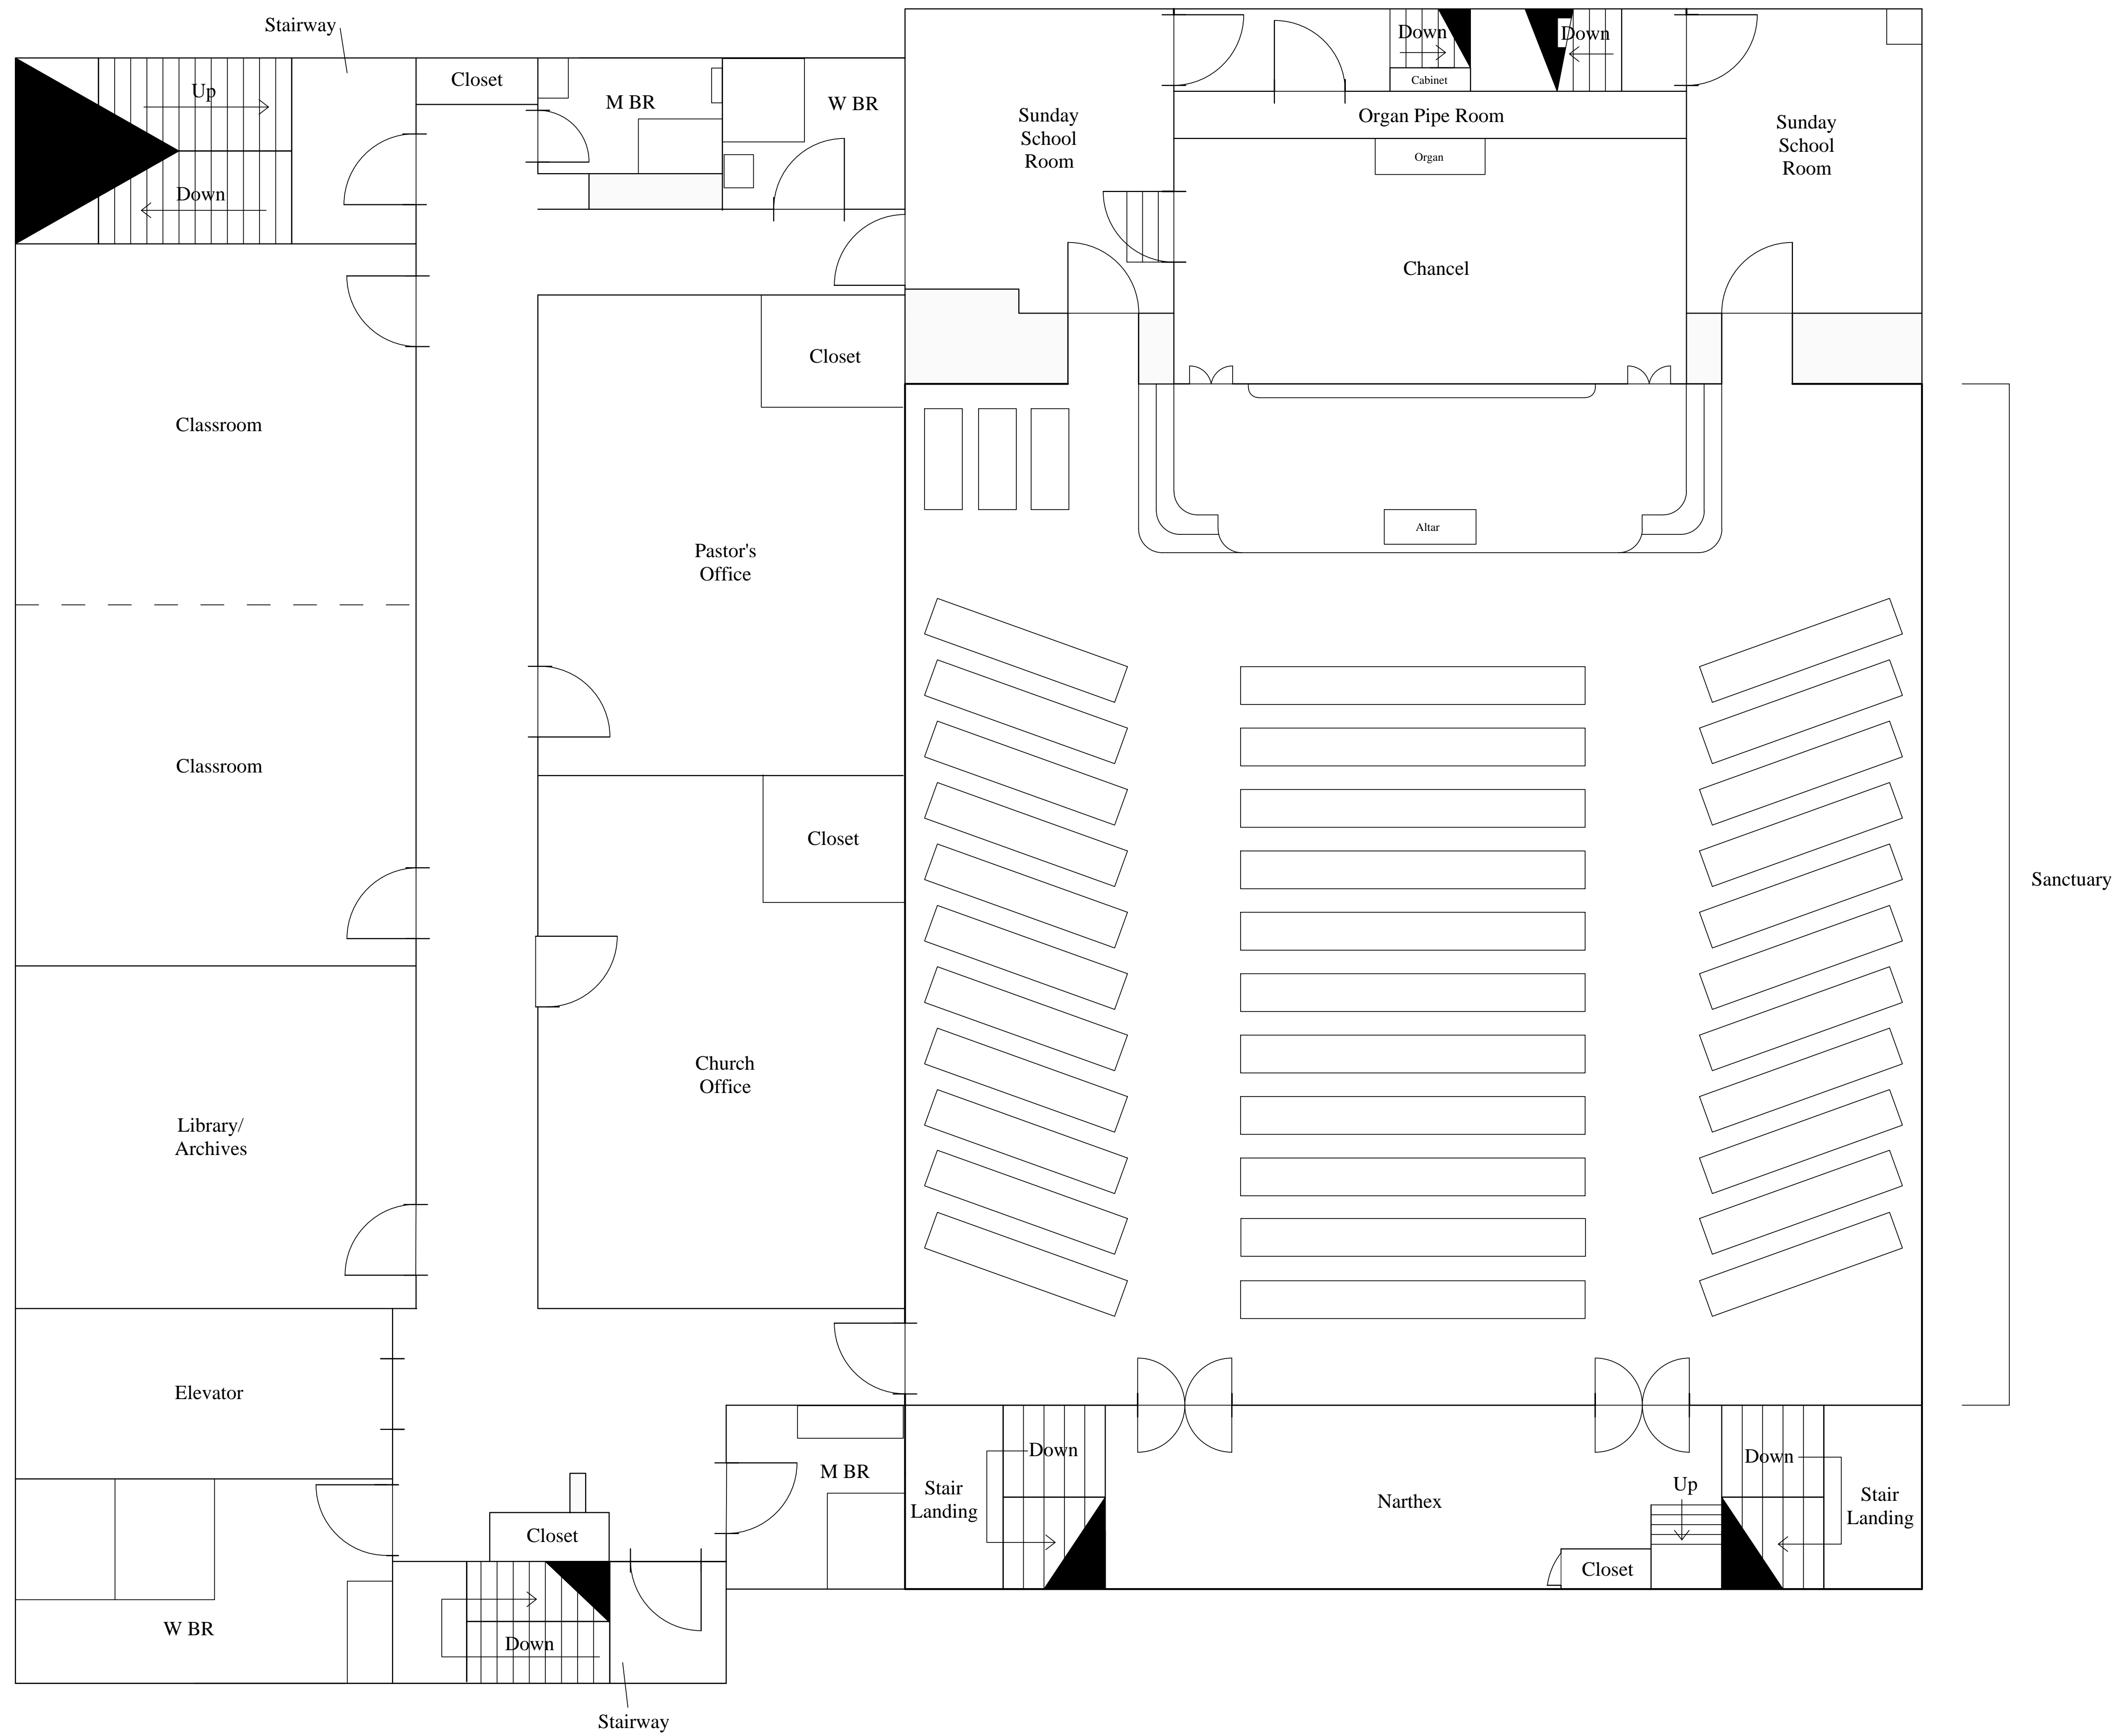 Stairway
Down
Down
Closet
Cabinet
Up
M BR
W BR
Organ Pipe Room
Sunday
School
Room
Sunday
School
Room
Organ
Down
Chancel
Closet
Classroom
Altar
Pastor's
Office
Classroom
Closet
Sanctuary
Church
Office
Library/
Archives
Elevator
Down
Down
M BR
Up
Stair
Landing
Narthex
Stair
Landing
Closet
Closet
W BR
Down
Stairway